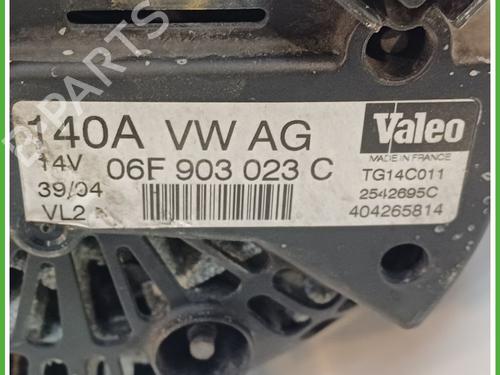 140A VW AG
14V 06F 903 023 C
39/04
VL2
Valeo
MADE IN FRANCE
TG14C011
2542695C
404265814
B-PARTS